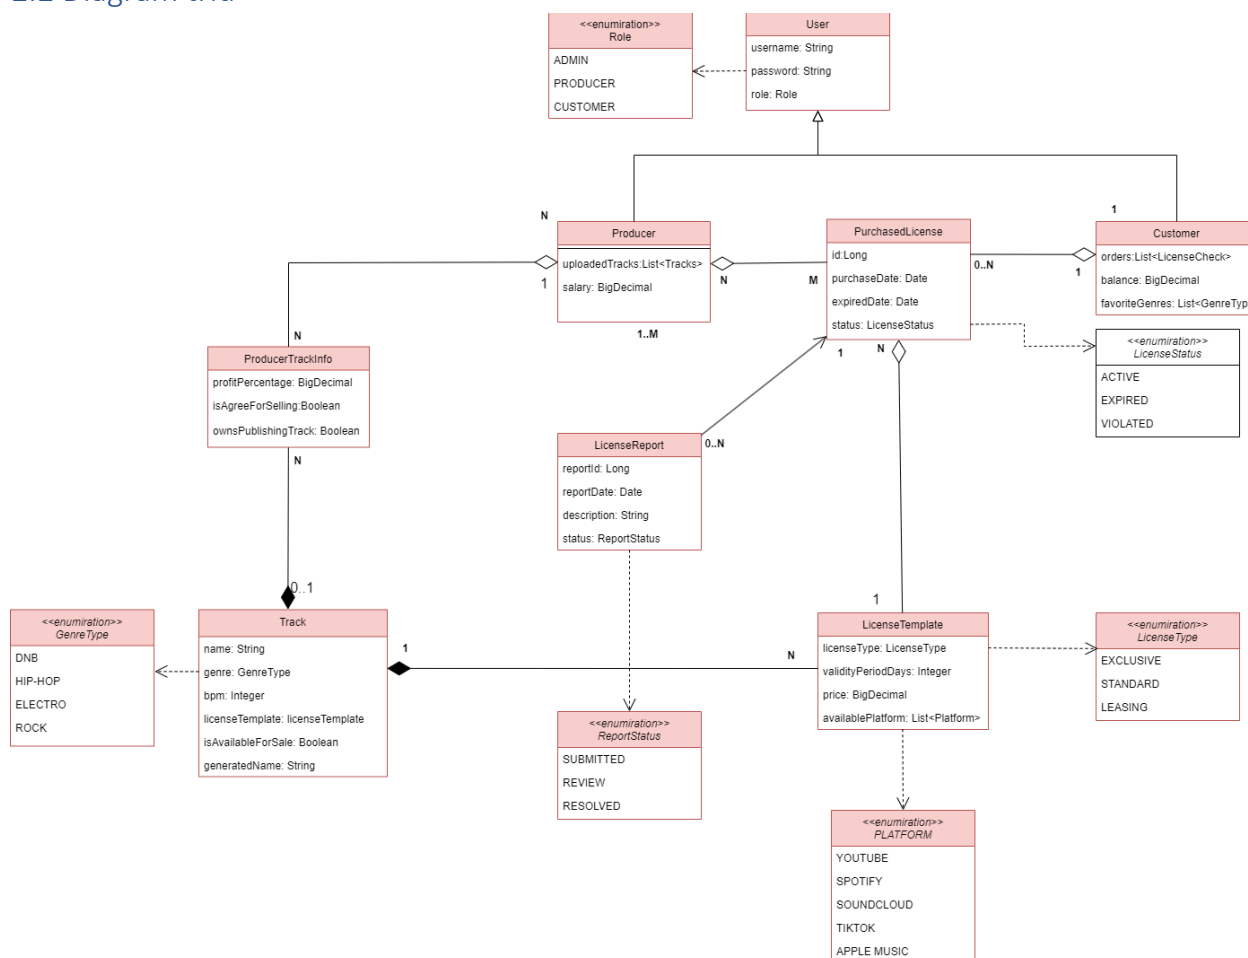 <<enumiration>>
Role
ADMIN
PRODUCER
CUSTOMER
User
username: String
password: String
role: Role
N
1
Producer
uploadedTracks:List<Tracks>
salary: BigDecimal
1..M
N
M
PurchasedLicense
id:Long
purchaseDate: Date
expiredDate: Date
status: LicenseStatus
0..N
1
1
Customer
orders:List<LicenseCheck>
balance: BigDecimal
favoriteGenres: List<GenreTyp
<<enumiration>>
LicenseStatus
ACTIVE
EXPIRED
VIOLATED
N
ProducerTrackInfo
profitPercentage: BigDecimal
isAgreeForSelling:Boolean
ownsPublishingTrack: Boolean
N
1
N
0..N
LicenseReport
reportId: Long
reportDate: Date
description: String
status: ReportStatus
0..1
1
<<enumiration>>
GenreType
DNB
HIP-HOP
ELECTRO
ROCK
Track
name: String
genre: GenreType
bpm: Integer
licenseTemplate: licenseTemplate
isAvailableForSale: Boolean
generatedName: String
1
N
LicenseTemplate
licenseType: LicenseType
validityPeriodDays: Integer
price: BigDecimal
availablePlatform: List<Platform>
<<enumiration>>
LicenseType
EXCLUSIVE
STANDARD
LEASING
<<enumiration>>
ReportStatus
SUBMITTED
REVIEW
RESOLVED
<<enumiration>>
PLATFORM
YOUTUBE
SPOTIFY
SOUNDCLOUD
TIKTOK
APPLE MUSIC